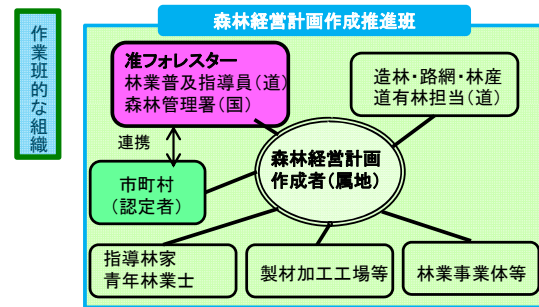 作業班的な組織
森林経営計画作成推進班
准フォレスター
林業普及指導員(道)
森林管理署(国)
造林・路網・林産
道有林担当(道)
連携
森林経営計画
作成者(属地)
市町村
(認定者)
指導林家
青年林業士
製材加工工場等
林業事業体等